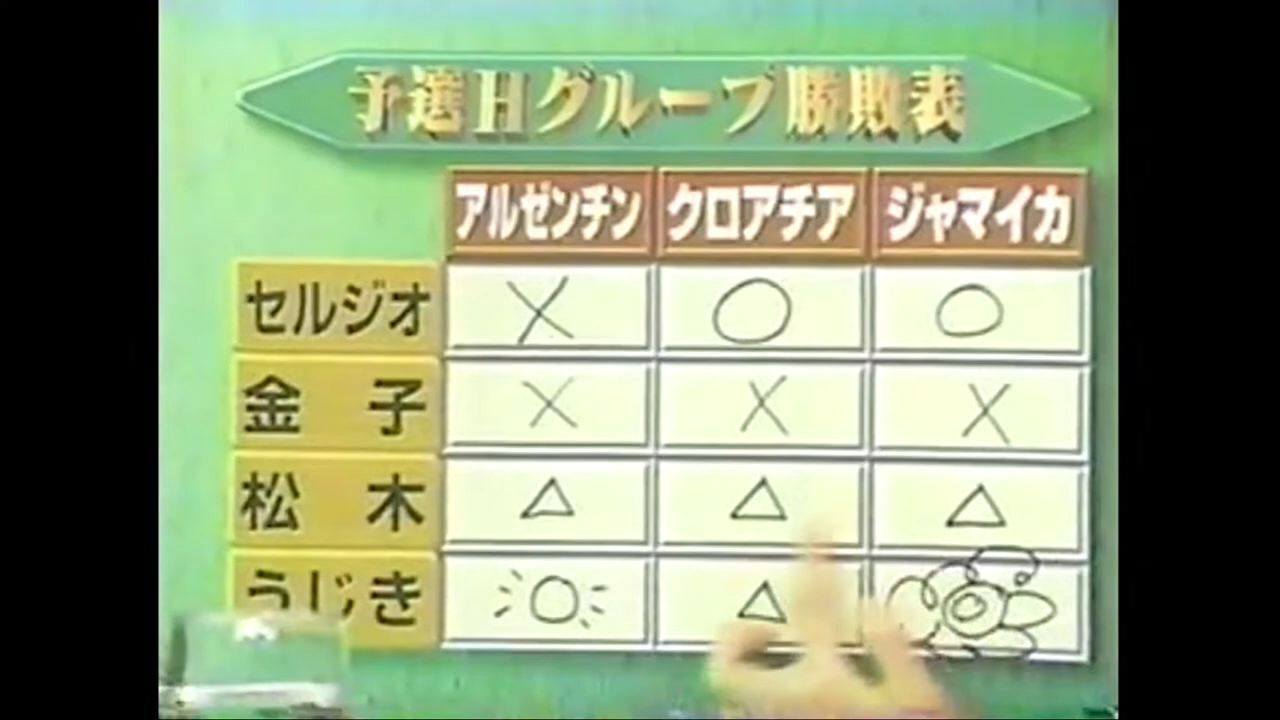 予選Hグループ勝敗表
アルゼンチン クロアチア ジャマイカ
セルジオ × ○ ○
金子 × × ×
松木 △ △ △
うじき ○ △ ◎